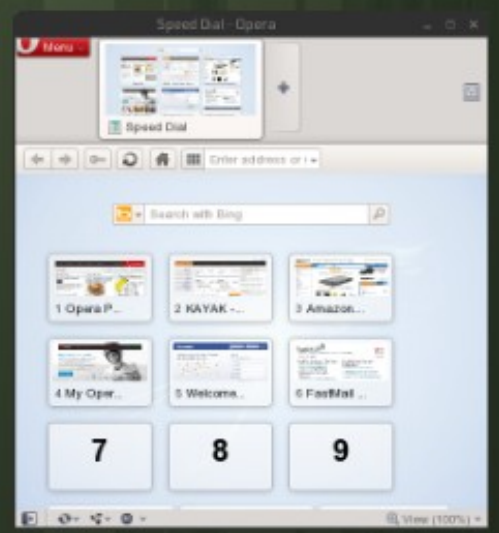 Speed Dial - Opera
Menu
Speed Dial
Enter address or
Search with Bing
1 Opera P...
2 KAYAK -...
3 Amazon...
4 My Oper...
5 Welcome...
6 FastMail ...
7
8
9
View (100%)